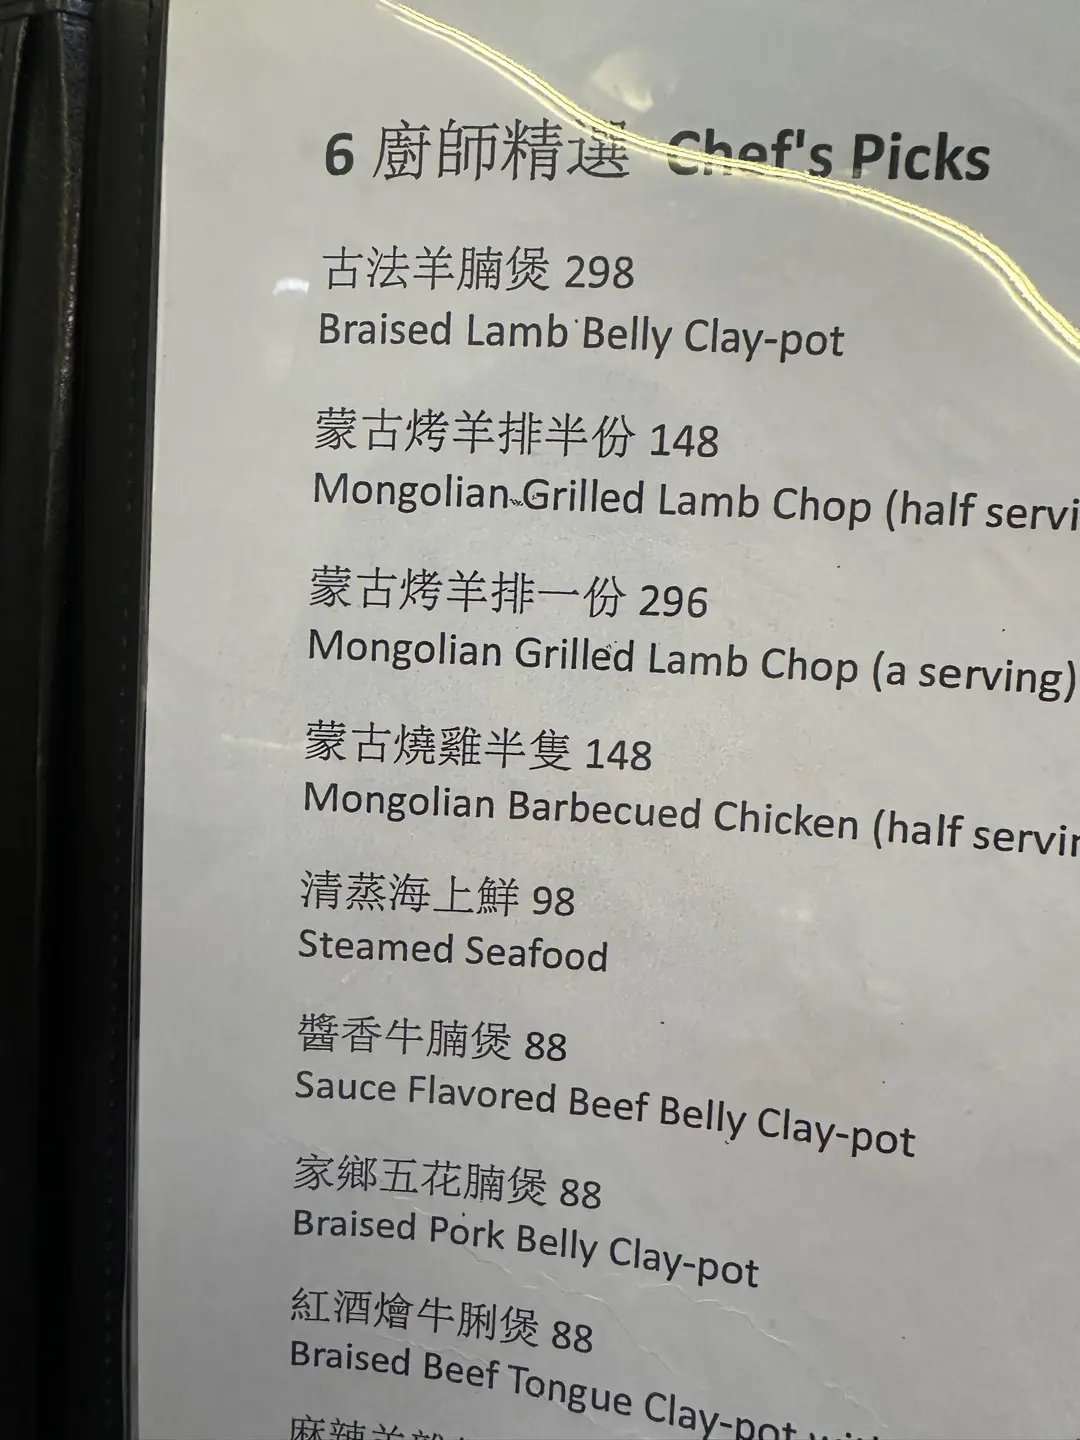 6 廚師精選 Chef's Picks
古法羊腩煲 298
Braised Lamb Belly Clay-pot
蒙古烤羊排半份 148
Mongolian Grilled Lamb Chop (half servi
蒙古烤羊排一份 296
Mongolian Grilled Lamb Chop (a serving)
蒙古燒雞半隻 148
Mongolian Barbecued Chicken (half servin
清蒸海上鮮 98
Steamed Seafood
醬香牛腩煲 88
Sauce Flavored Beef Belly Clay-pot
家鄉五花腩煲 88
Braised Pork Belly Clay-pot
紅酒燴牛脷煲 88
Braised Beef Tongue Clay-pot
麻辣羊